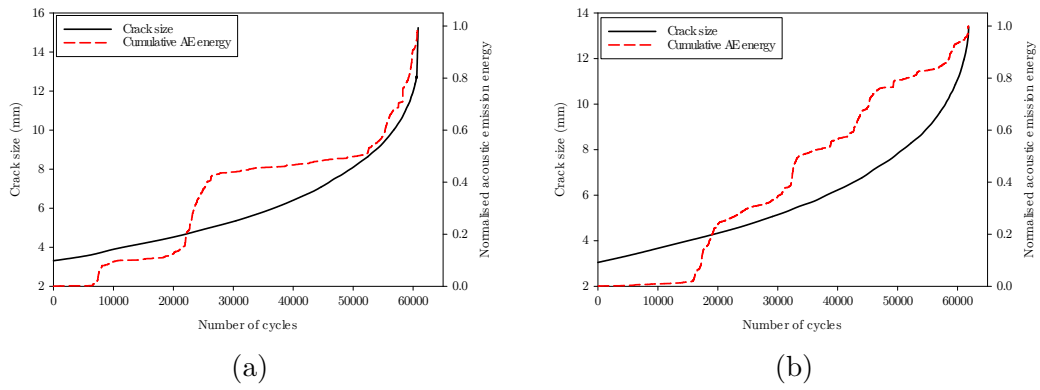 16
14
12
10
8
6
4
2
Crack size (mm)
Crack size
Cumulative AE energy
1.0
0.8
0.6
0.4
0.2
0.0
Normalised acoustic emission energy
0 10000 20000 30000 40000 50000 60000
Number of cycles
(a)
14
12
10
8
6
4
2
Crack size (mm)
Crack size
Cumulative AE energy
1.0
0.8
0.6
0.4
0.2
0.0
Normalised acoustic emission energy
0 10000 20000 30000 40000 50000 60000
Number of cycles
(b)